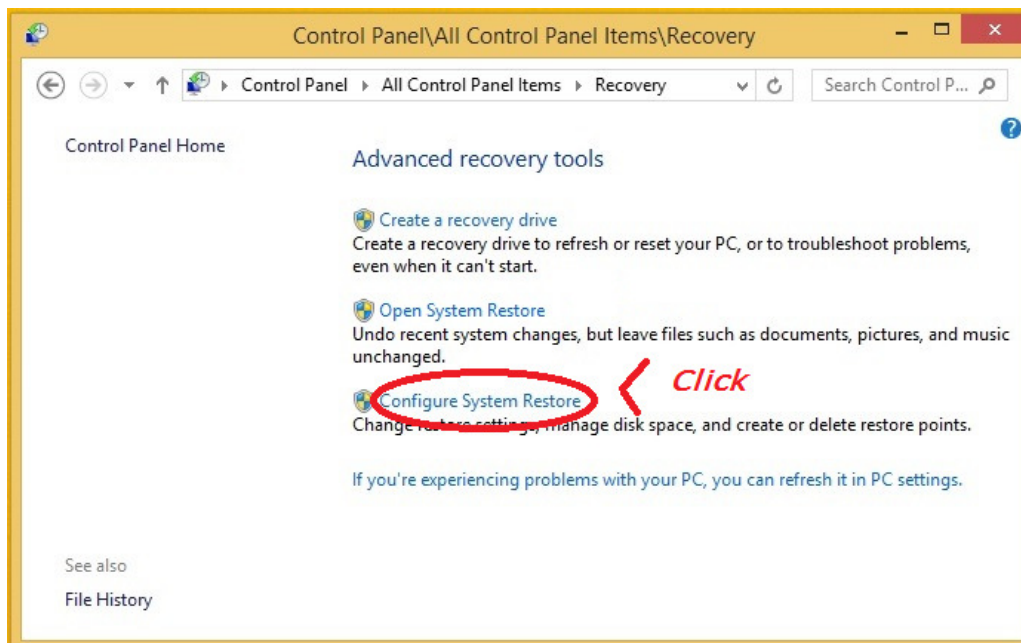 Control Panel\All Control Panel Items\Recovery
Control Panel All Control Panel Items Recovery
Search Control P...
Control Panel Home
Advanced recovery tools
Create a recovery drive
Create a recovery drive to refresh or reset your PC, or to troubleshoot problems,
even when it can't start.
Open System Restore
Undo recent system changes, but leave files such as documents, pictures, and music
unchanged.
Click
Configure System Restore
Change restore settings, manage disk space, and create or delete restore points.
If you're experiencing problems with your PC, you can refresh it in PC settings.
See also
File History